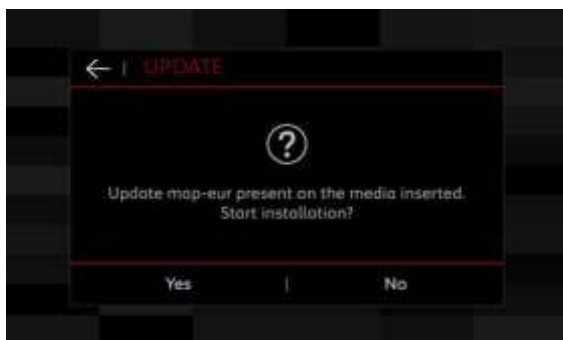 UPDATE
Update map-eur present on the media inserted.
Start installation?
Yes | No